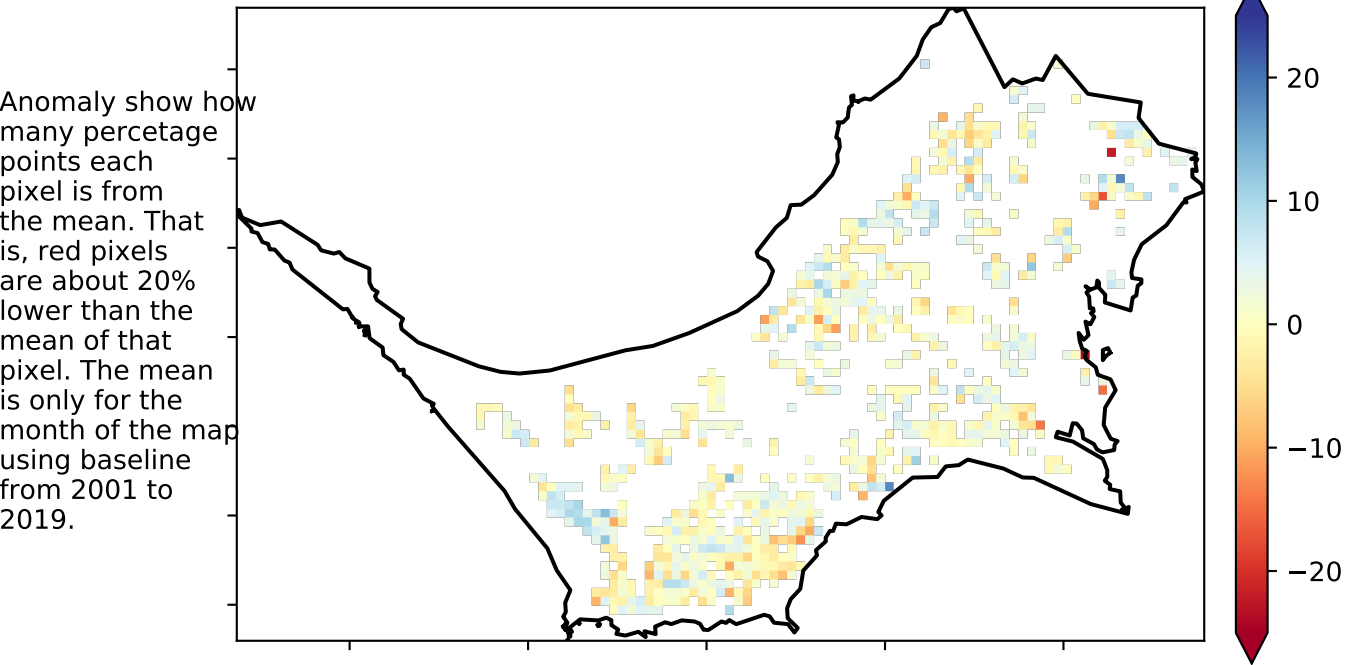 Anomaly show how
many percetage
points each
pixel is from
the mean. That
is, red pixels
are about 20%
lower than the
mean of that
pixel. The mean
is only for the
month of the map
using baseline
from 2001 to
2019.
20
10
0
−10
−20